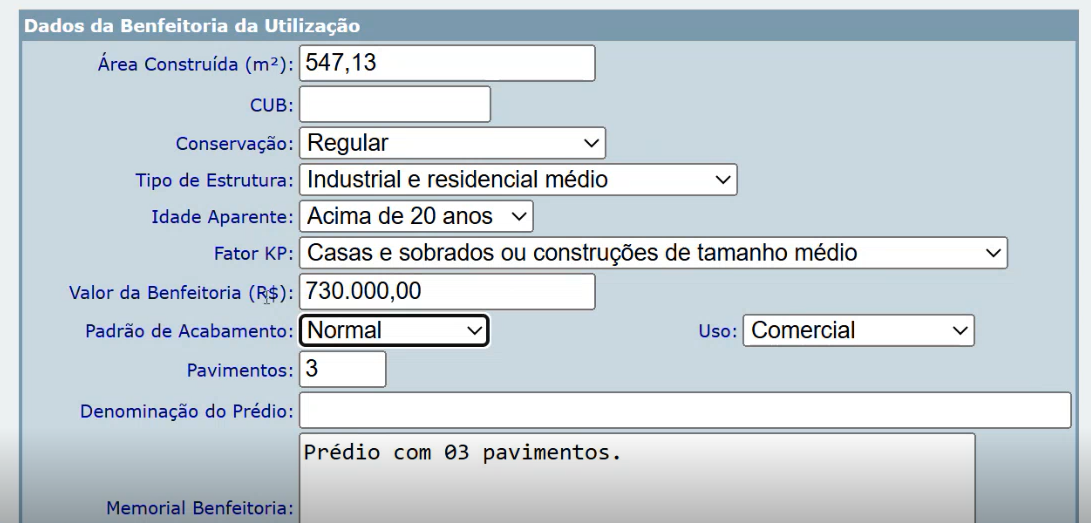 Dados da Benfeitoria da Utilização
Área Construída (m²): 547,13
CUB:
Conservação: Regular
Tipo de Estrutura: Industrial e residencial médio
Idade Aparente: Acima de 20 anos
Fator KP: Casas e sobrados ou construções de tamanho médio
Valor da Benfeitoria (R$): 730.000,00
Padrão de Acabamento: Normal Uso: Comercial
Pavimentos: 3
Denominação do Prédio:
Prédio com 03 pavimentos.
Memorial Benfeitoria: